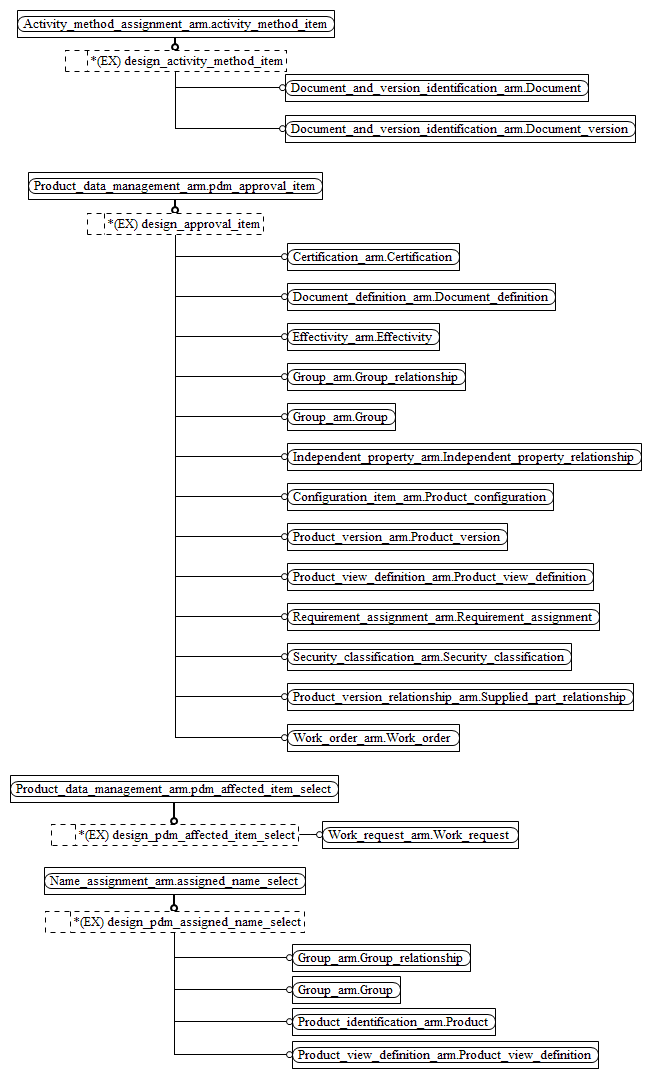 Activity_method_assignment_arm.activity_method_item
*(EX) design_activity_method_item
Document_and_version_identification_arm.Document
Document_and_version_identification_arm.Document_version
Product_data_management_arm.pdm_approval_item
*(EX) design_approval_item
Certification_arm.Certification
Document_definition_arm.Document_definition
Effectivity_arm.Effectivity
Group_arm.Group_relationship
Group_arm.Group
Independent_property_arm.Independent_property_relationship
Configuration_item_arm.Product_configuration
Product_version_arm.Product_version
Product_view_definition_arm.Product_view_definition
Requirement_assignment_arm.Requirement_assignment
Security_classification_arm.Security_classification
Product_version_relationship_arm.Supplied_part_relationship
Work_order_arm.Work_order
Product_data_management_arm.pdm_affected_item_select
*(EX) design_pdm_affected_item_select
Work_request_arm.Work_request
Name_assignment_arm.assigned_name_select
*(EX) design_pdm_assigned_name_select
Group_arm.Group_relationship
Group_arm.Group
Product_identification_arm.Product
Product_view_definition_arm.Product_view_definition